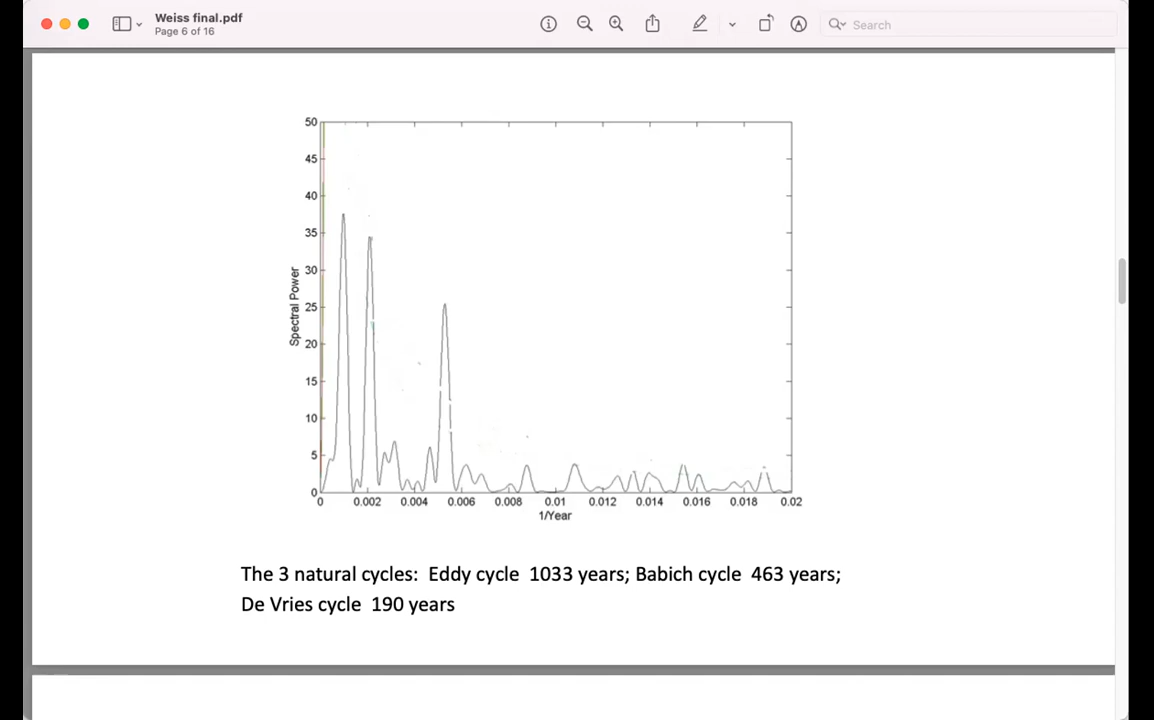 Weiss final.pdf
Page 6 of 16
Search
50
45
40
35
30
25
20
15
10
5
0
Spectral Power
0 0.002 0.004 0.006 0.008 0.01 0.012 0.014 0.016 0.018 0.02
1/Year
The 3 natural cycles: Eddy cycle 1033 years; Babich cycle 463 years;
De Vries cycle 190 years